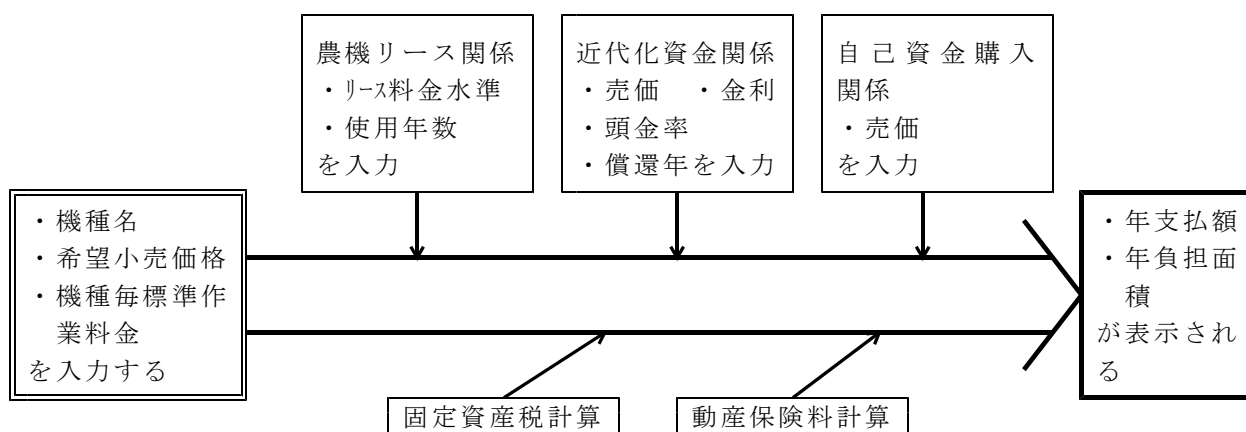 農機リース関係
・ﾘｰｽ料金水準
・使用年数
を入力
近代化資金関係
・売価　・金利
・頭金率
・償還年を入力
自己資金購入
関係
・売価
を入力
・機種名
・希望小売価格
・機種毎標準作
業料金
を入力する
・年支払額
・年負担面
積
が表示され
る
固定資産税計算
動産保険料計算